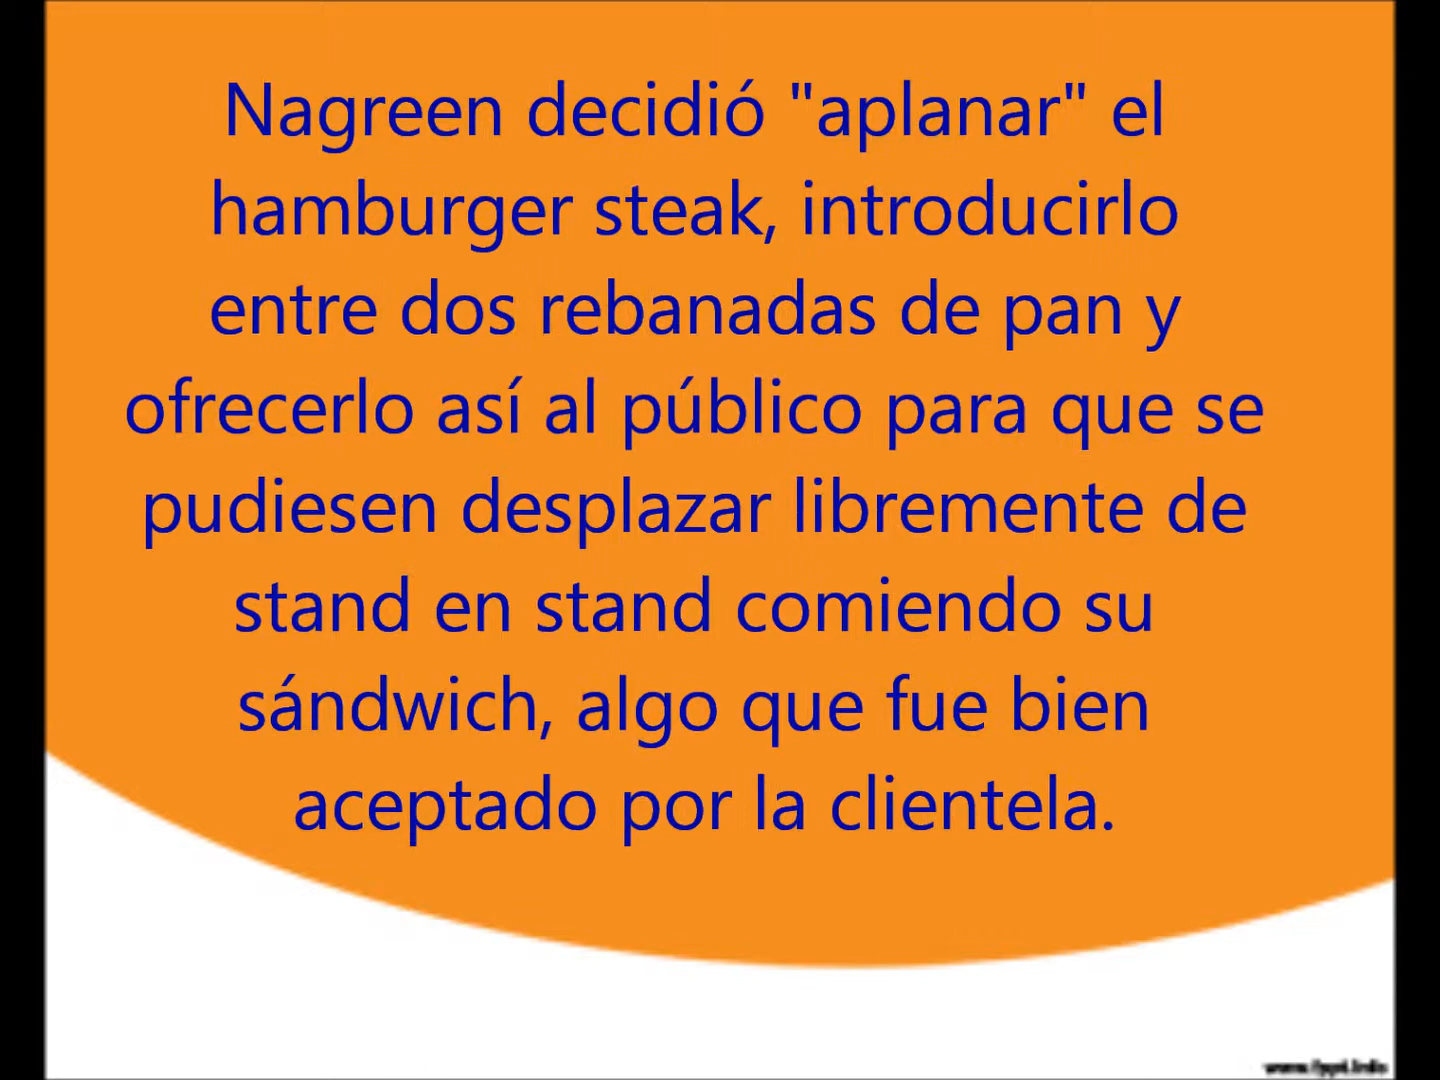 Nagreen decidió "aplanar" el
hamburger steak, introducirlo
entre dos rebanadas de pan y
ofrecerlo así al público para que se
pudiesen desplazar libremente de
stand en stand comiendo su
sándwich, algo que fue bien
aceptado por la clientela.